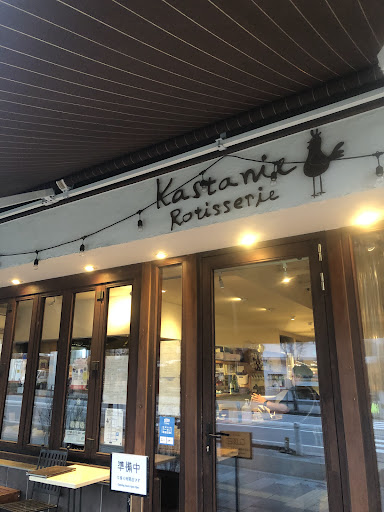 Kastanie
Rotisserie
準備中